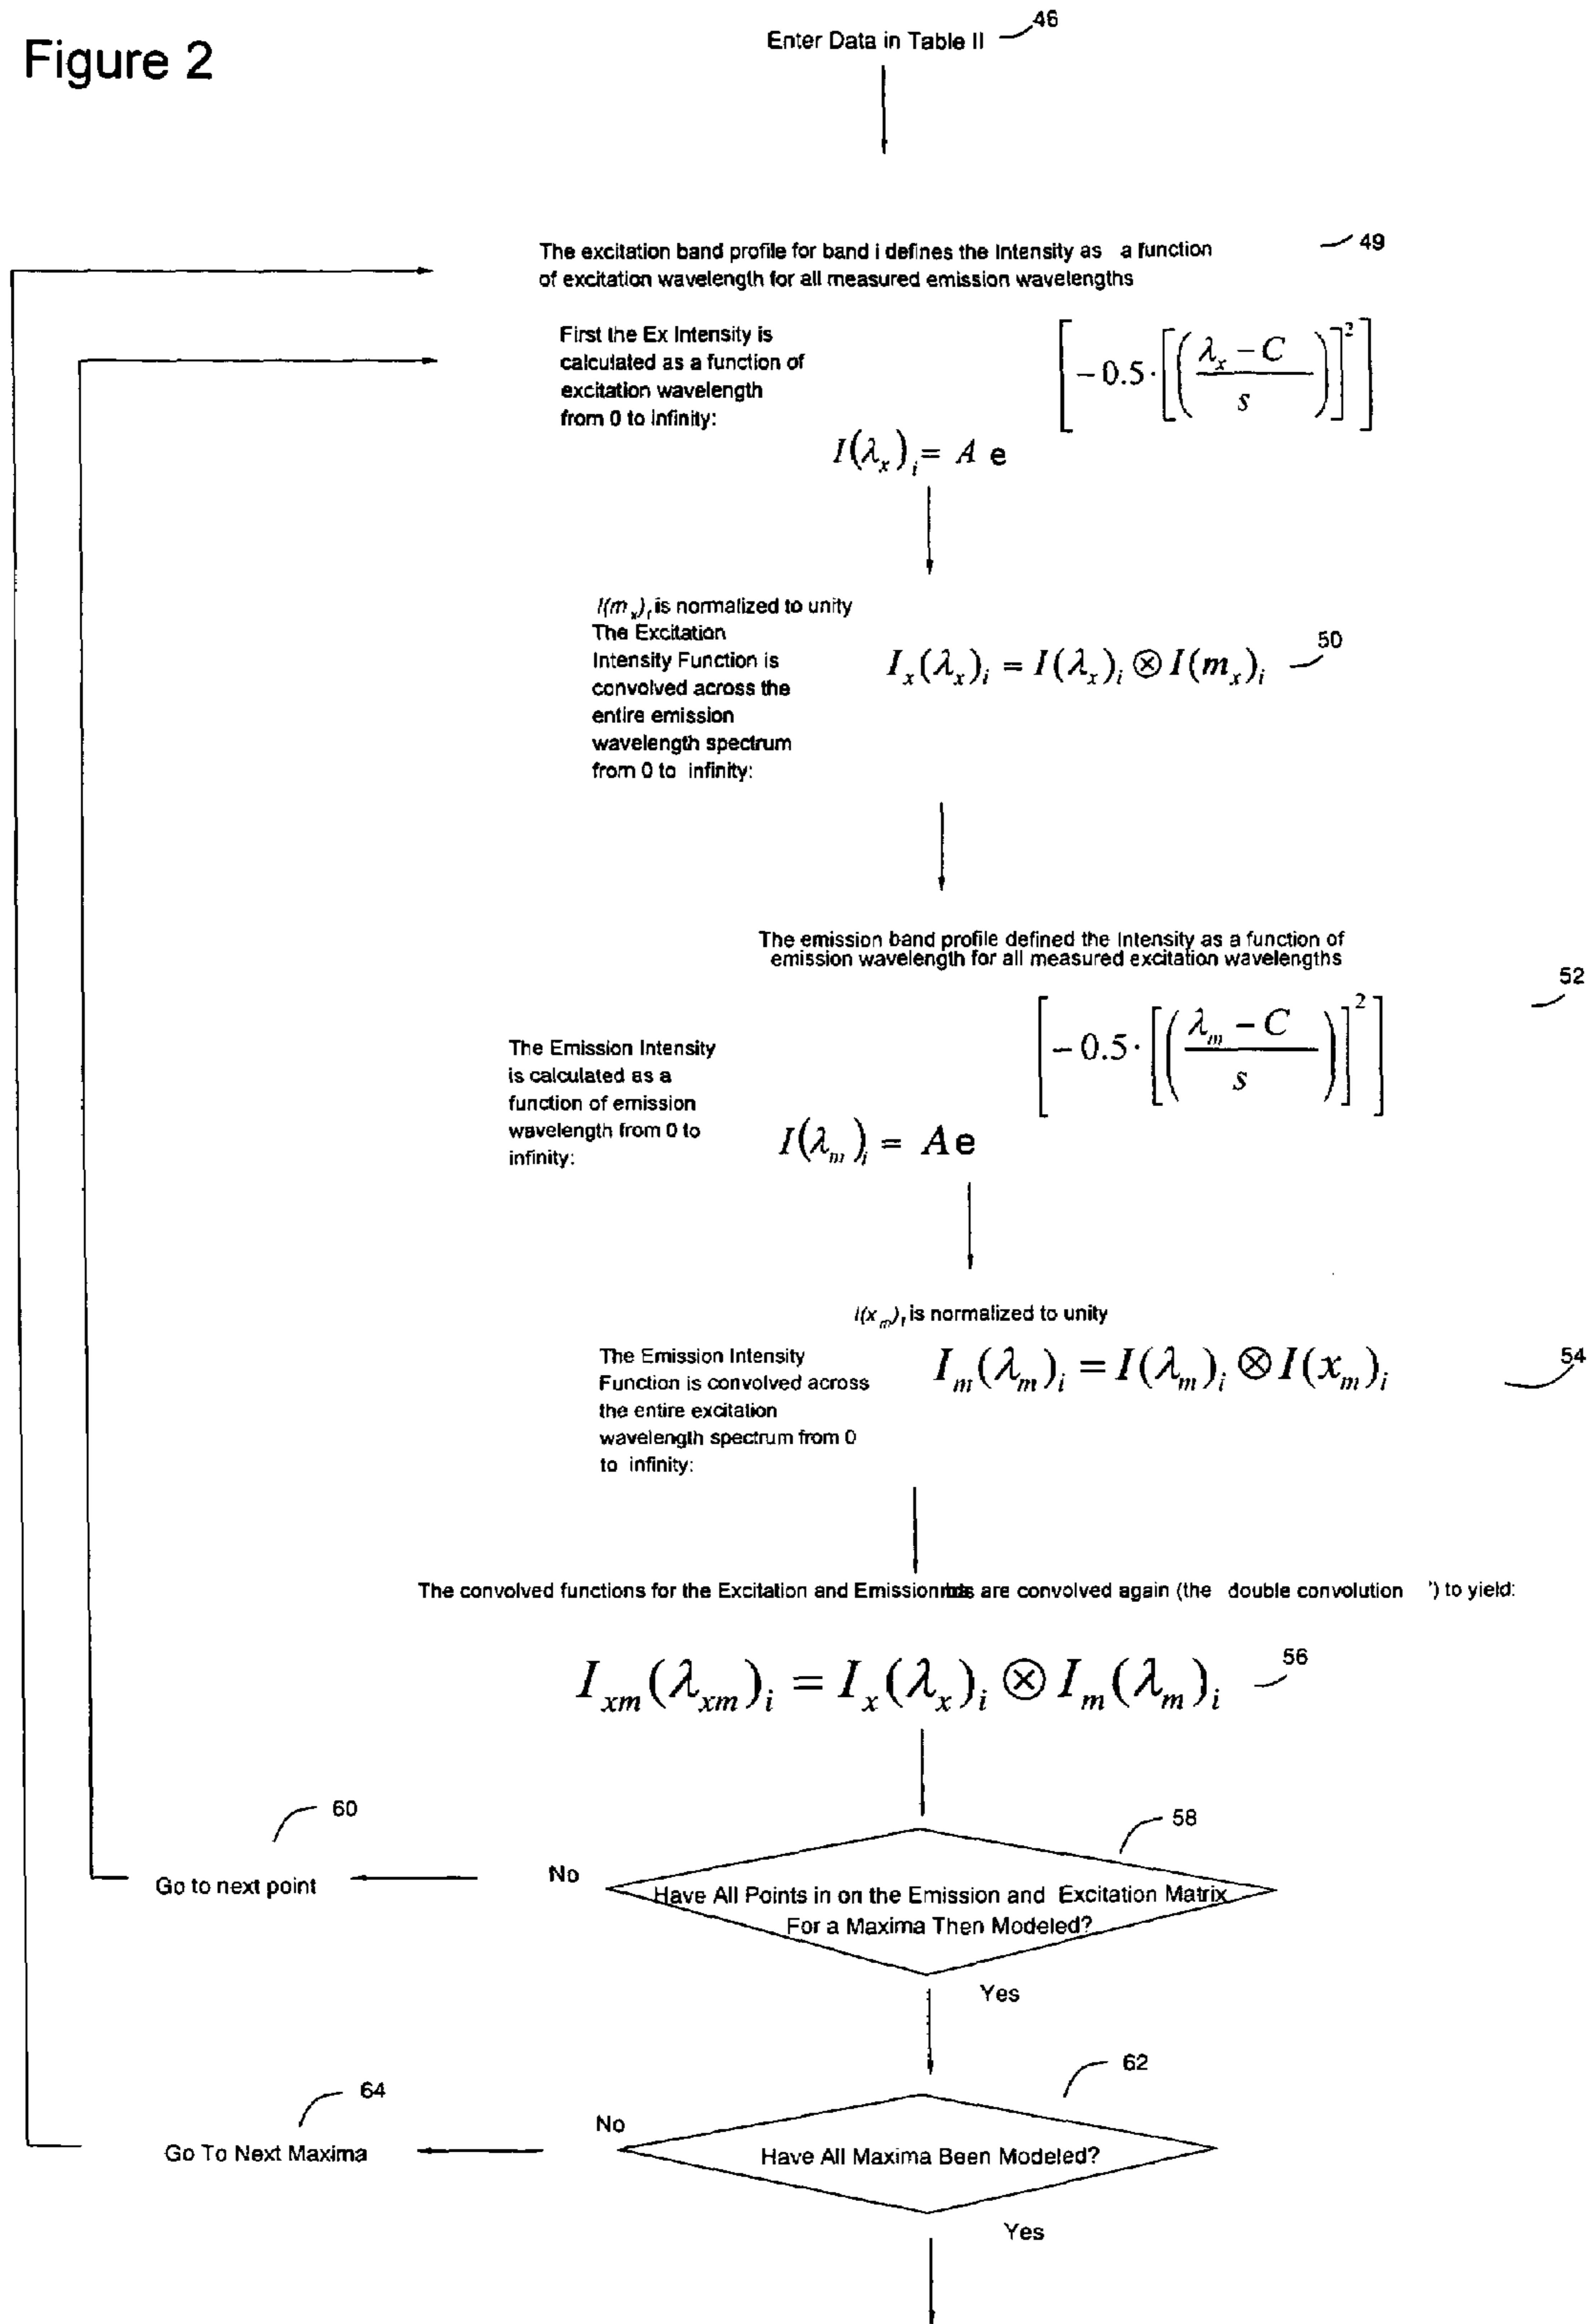 Figure 2
Enter Data in Table II
46
The excitation band profile for band i defines the Intensity as a function
of excitation wavelength for all measured emission wavelengths
49
First the Ex Intensity is
calculated as a function of
excitation wavelength
from 0 to infinity:
I(λₓ)ᵢ = A e [-0.5·[((λₓ - C)/s)]²]
I(mₓ)ᵢ is normalized to unity
The Excitation
Intensity Function is
convolved across the
entire emission
wavelength spectrum
from 0 to infinity:
Iₓ(λₓ)ᵢ = I(λₓ)ᵢ ⊗ I(mₓ)ᵢ
50
The emission band profile defined the Intensity as a function of
emission wavelength for all measured excitation wavelengths
52
The Emission Intensity
is calculated as a
function of emission
wavelength from 0 to
infinity:
I(λₘ)ᵢ = A e [-0.5·[((λₘ - C)/s)]²]
I(xₘ)ᵢ is normalized to unity
The Emission Intensity
Function is convolved across
the entire excitation
wavelength spectrum from 0
to infinity:
Iₘ(λₘ)ᵢ = I(λₘ)ᵢ ⊗ I(xₘ)ᵢ
54
The convolved functions for the Excitation and Emission are convolved again (the double convolution ') to yield:
Iₓₘ(λₓₘ)ᵢ = Iₓ(λₓ)ᵢ ⊗ Iₘ(λₘ)ᵢ
56
60
58
Go to next point
No
Have All Points in on the Emission and Excitation Matrix
For a Maxima Then Modeled?
Yes
64
62
Go To Next Maxima
No
Have All Maxima Been Modeled?
Yes